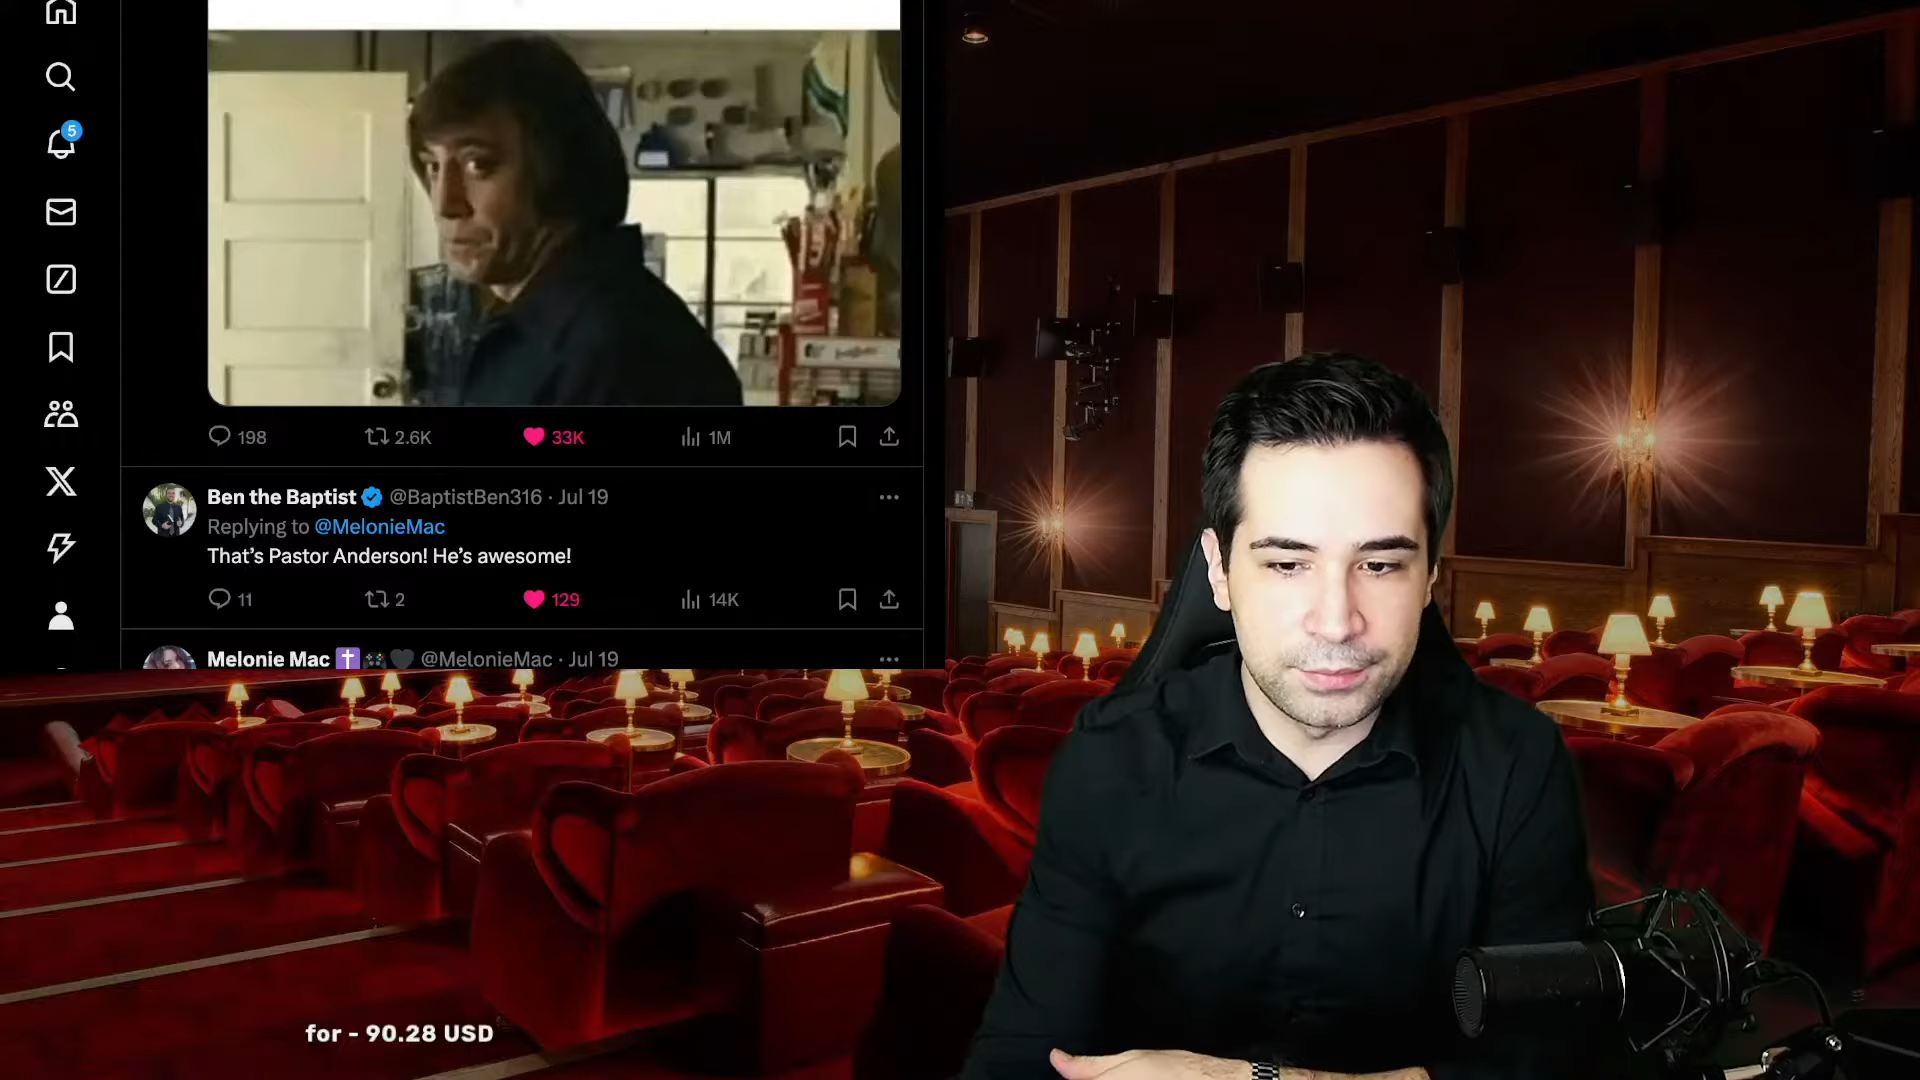 5
198 2.6K 33K 1M
Ben the Baptist @BaptistBen316 · Jul 19
Replying to @MelonieMac
That’s Pastor Anderson! He’s awesome!
11 2 129 14K
Melonie Mac @MelonieMac · Jul 19
for - 90.28 USD